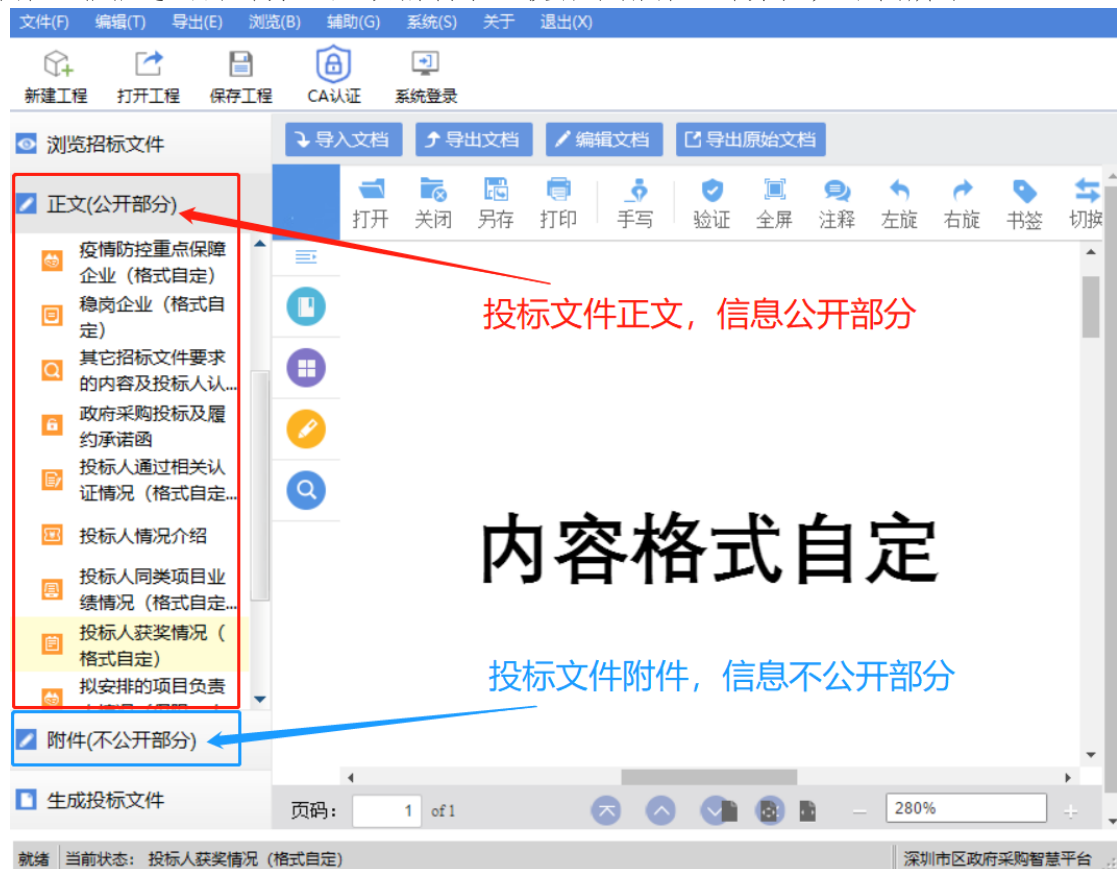 文件(F) 编辑(T) 导出(E) 浏览(B) 辅助(G) 系统(S) 关于 退出(X)
新建工程 打开工程 保存工程 CA认证 系统登录
浏览招标文件
导入文档 导出文档 编辑文档 导出原始文档
正文(公开部分)
打开 关闭 另存 打印 手写 验证 全屏 注释 左旋 右旋 书签 切换
疫情防控重点保障
企业（格式自定）
稳岗企业（格式自
定）
其它招标文件要求
的内容及投标人认...
政府采购投标及履
约承诺函
投标人通过相关认
证情况（格式自定...
投标人情况介绍
投标人同类项目业
绩情况（格式自定...
投标人获奖情况（
格式自定）
拟安排的项目负责
投标文件正文，信息公开部分
内容格式自定
投标文件附件，信息不公开部分
附件(不公开部分)
生成投标文件
页码： 1 of 1 280%
就绪 当前状态： 投标人获奖情况（格式自定） 深圳市区政府采购智慧平台